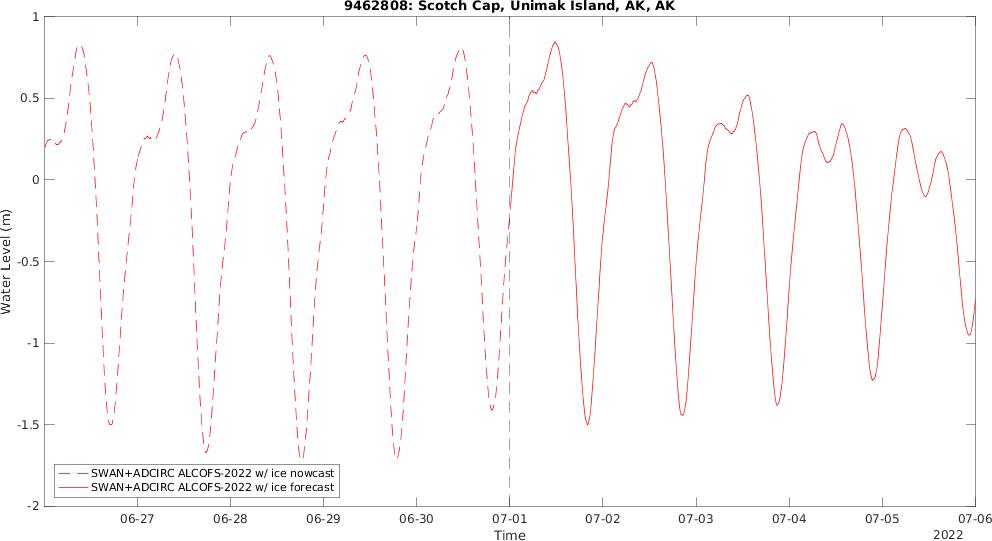 9462808: Scotch Cap, Unimak Island, AK, AK
Water Level (m)
1
0.5
0
-0.5
-1
-1.5
-2
SWAN+ADCIRC ALCOFS-2022 w/ ice nowcast
SWAN+ADCIRC ALCOFS-2022 w/ ice forecast
06-27 06-28 06-29 06-30 07-01 07-02 07-03 07-04 07-05 07-06
Time
2022